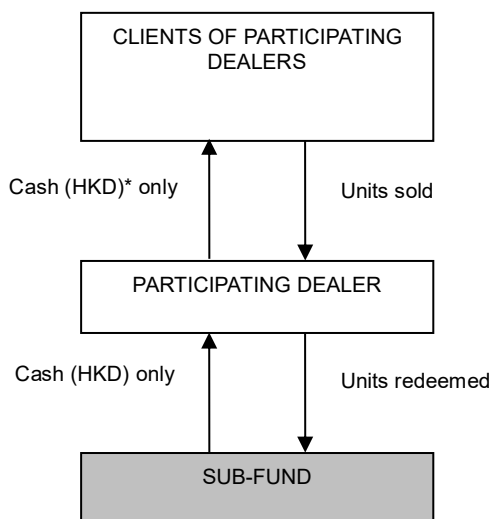 CLIENTS OF PARTICIPATING
DEALERS
Cash (HKD)* only
Units sold
PARTICIPATING DEALER
Cash (HKD) only
Units redeemed
SUB-FUND